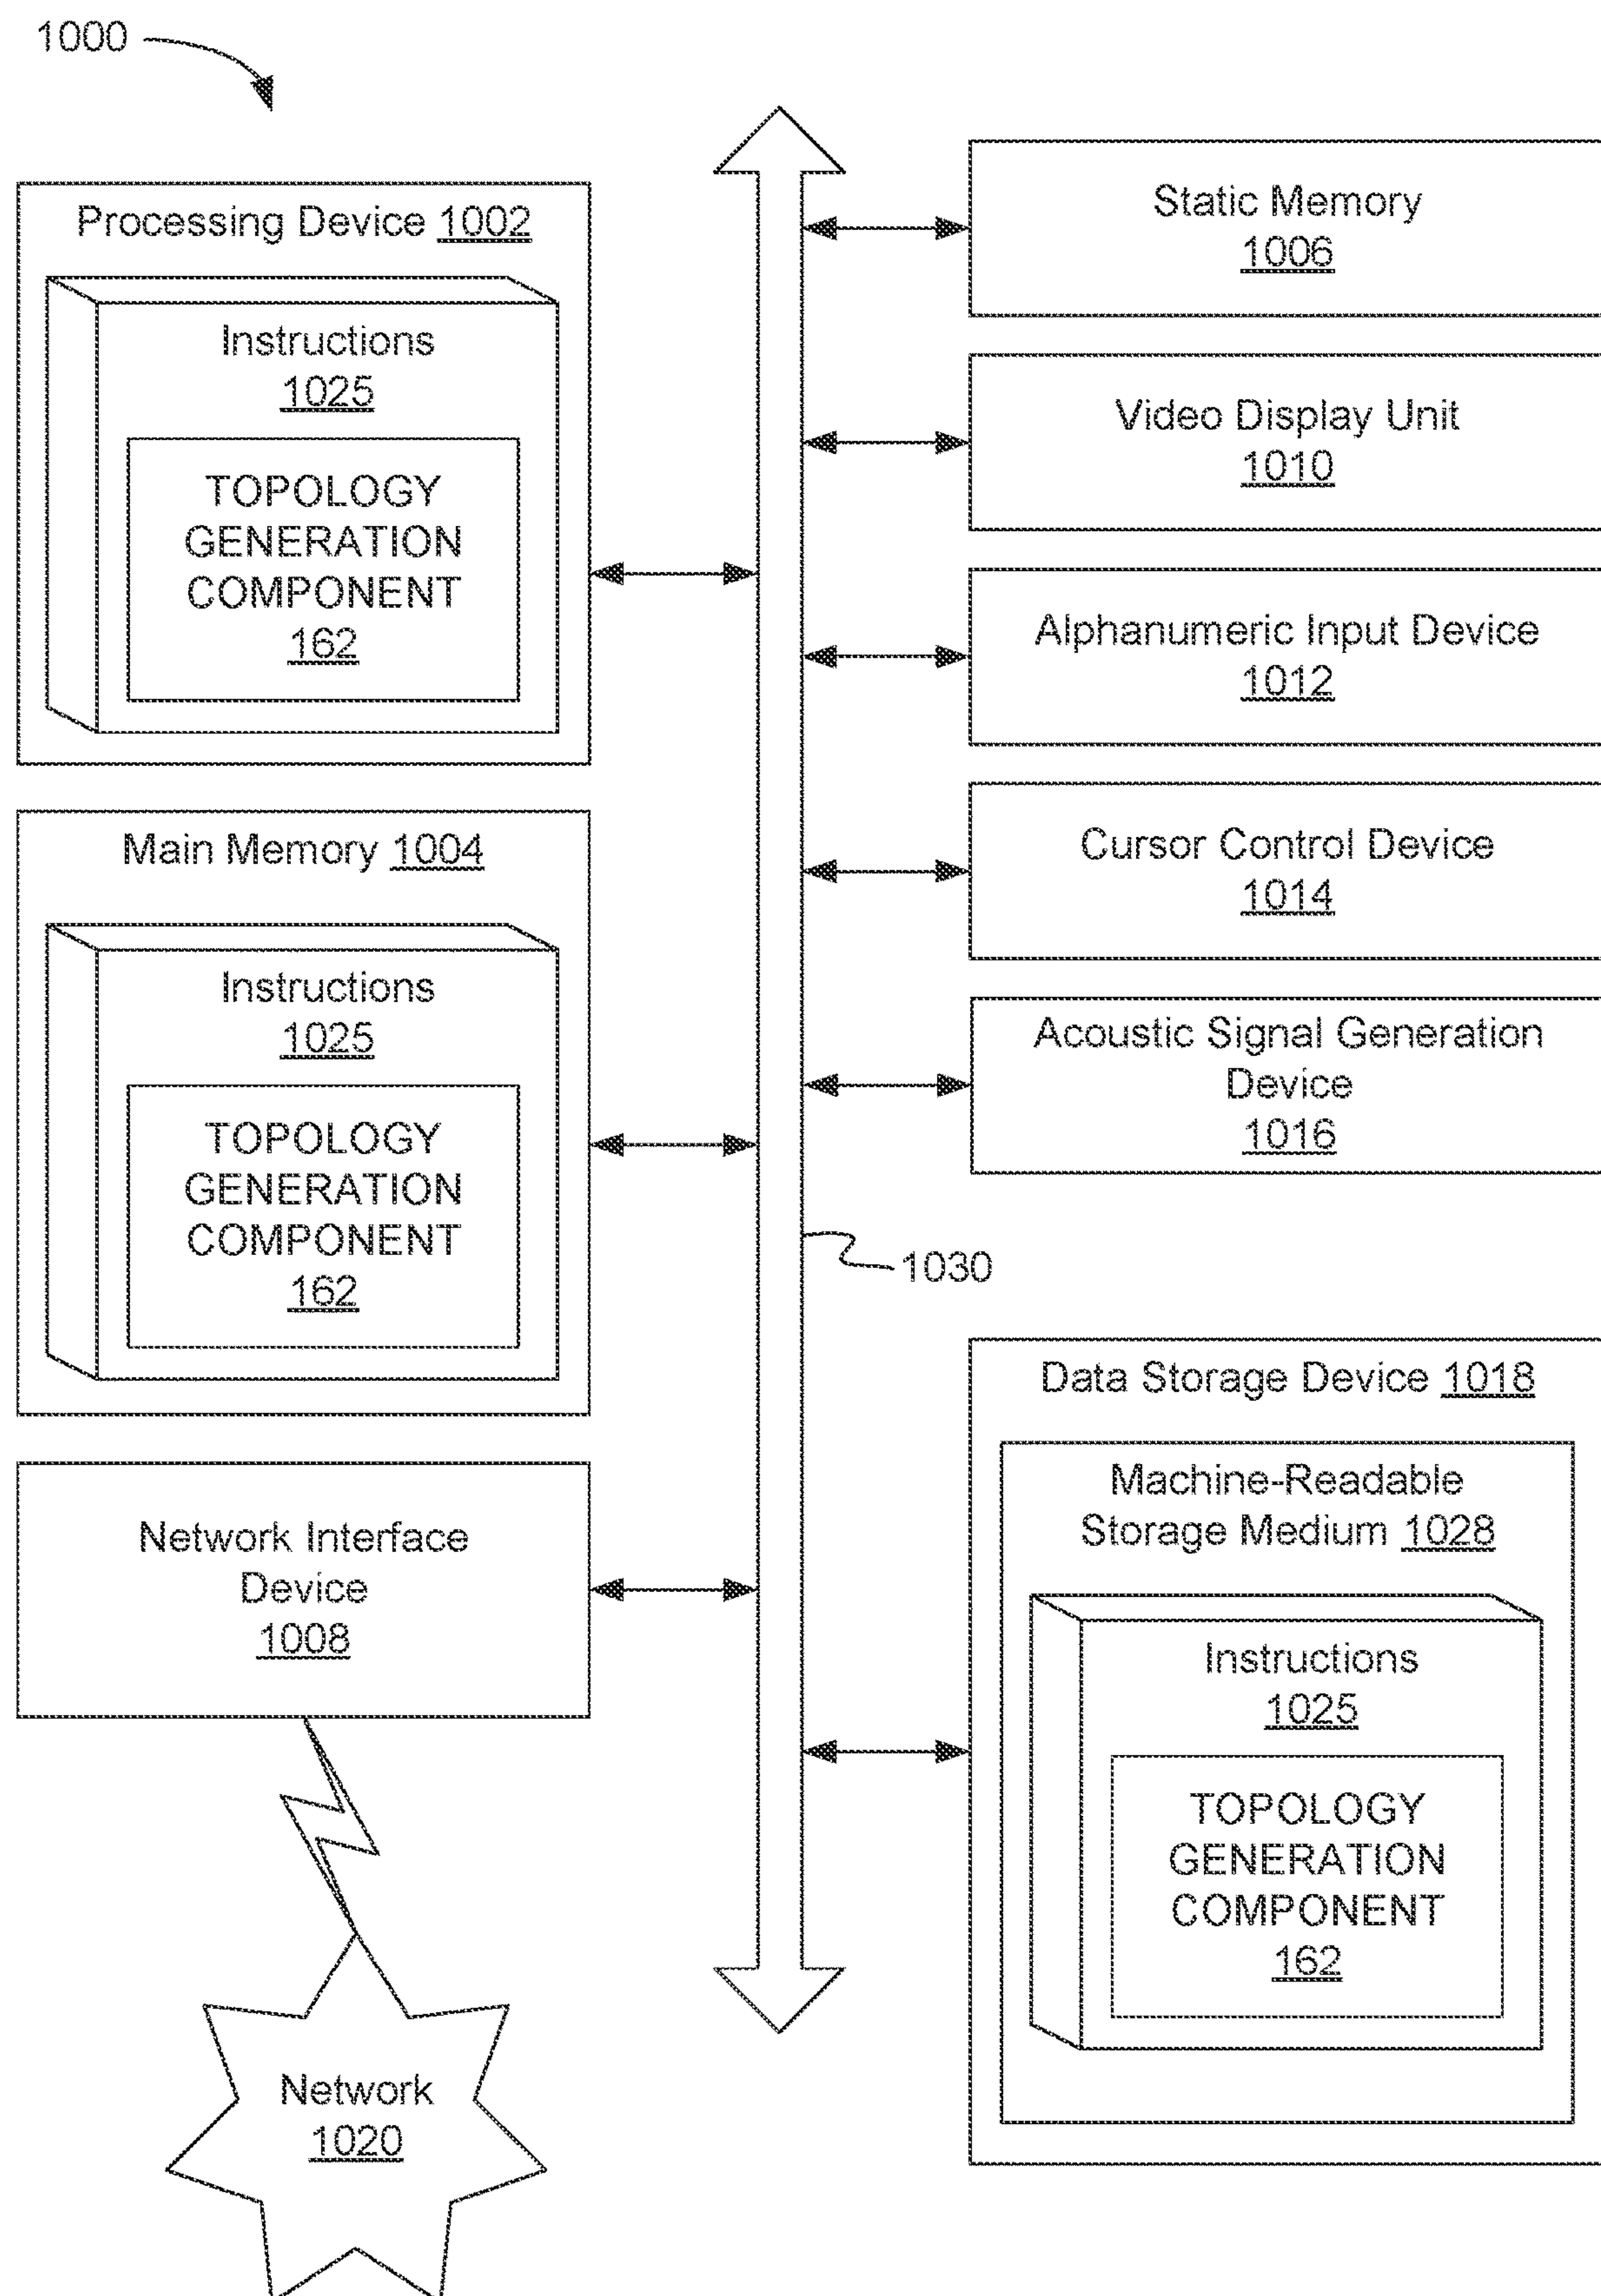 1000
Processing Device 1002
Instructions
1025
TOPOLOGY
GENERATION
COMPONENT
162
Main Memory 1004
Instructions
1025
TOPOLOGY
GENERATION
COMPONENT
162
Network Interface
Device
1008
Network
1020
Static Memory
1006
Video Display Unit
1010
Alphanumeric Input Device
1012
Cursor Control Device
1014
Acoustic Signal Generation
Device
1016
1030
Data Storage Device 1018
Machine-Readable
Storage Medium 1028
Instructions
1025
TOPOLOGY
GENERATION
COMPONENT
162